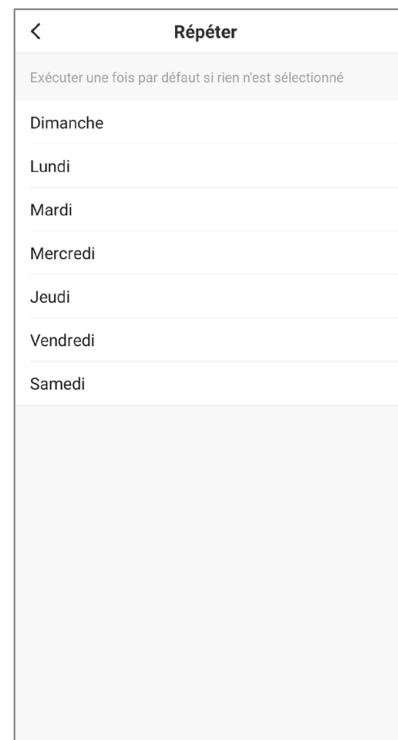 Répéter
Exécuter une fois par défaut si rien n'est sélectionné
Dimanche
Lundi
Mardi
Mercredi
Jeudi
Vendredi
Samedi